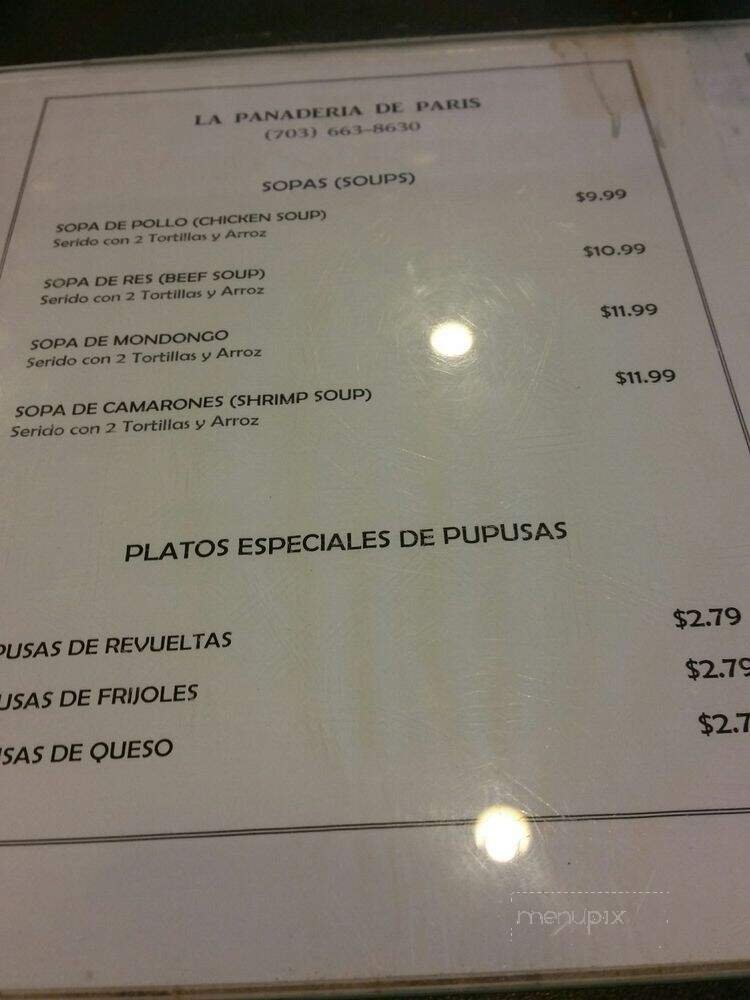 LA PANADERIA DE PARIS
(703) 663-8630
SOPAS (SOUPS)
SOPA DE POLLO (CHICKEN SOUP) $9.99
Serido con 2 Tortillas y Arroz
SOPA DE RES (BEEF SOUP) $10.99
Serido con 2 Tortillas y Arroz
SOPA DE MONDONGO $11.99
Serido con 2 Tortillas y Arroz
SOPA DE CAMARONES (SHRIMP SOUP) $11.99
Serido con 2 Tortillas y Arroz
PLATOS ESPECIALES DE PUPUSAS
PUSAS DE REVUELTAS $2.79
USAS DE FRIJOLES $2.79
SAS DE QUESO $2.7
menupix